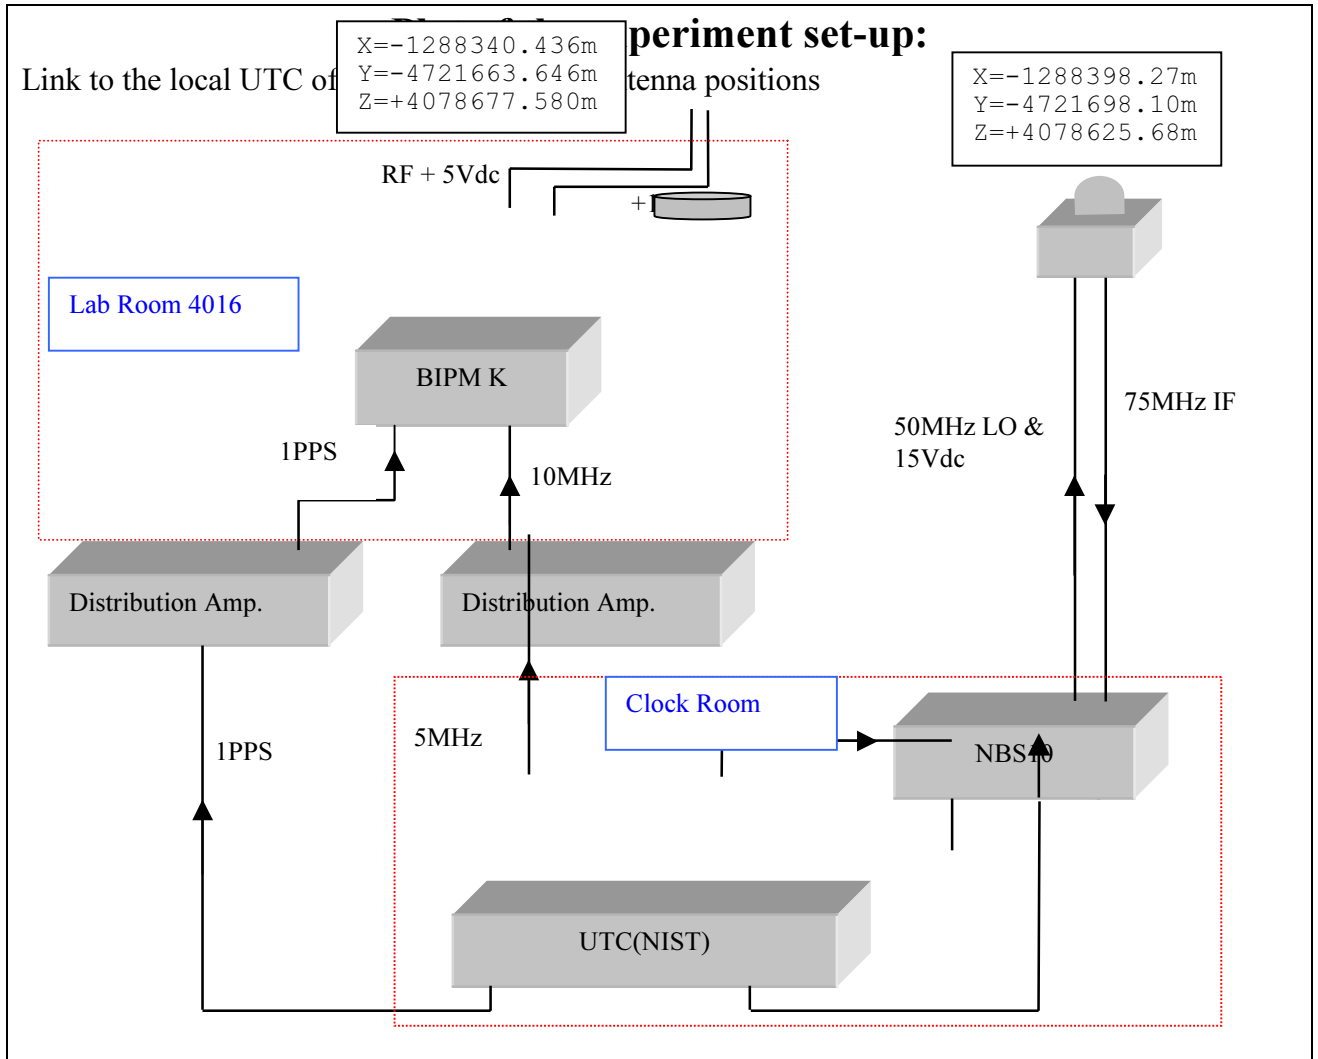 periment set-up:
X=-1288340.436m
Y=-4721663.646m
Z=+4078677.580m
Link to the local UTC of
tenna positions
X=-1288398.27m
Y=-4721698.10m
Z=+4078625.68m
RF + 5Vdc
Lab Room 4016
BIPM K
75MHz IF
50MHz LO &
15Vdc
1PPS
10MHz
Distribution Amp.
Distribution Amp.
Clock Room
5MHz
1PPS
NBS10
UTC(NIST)